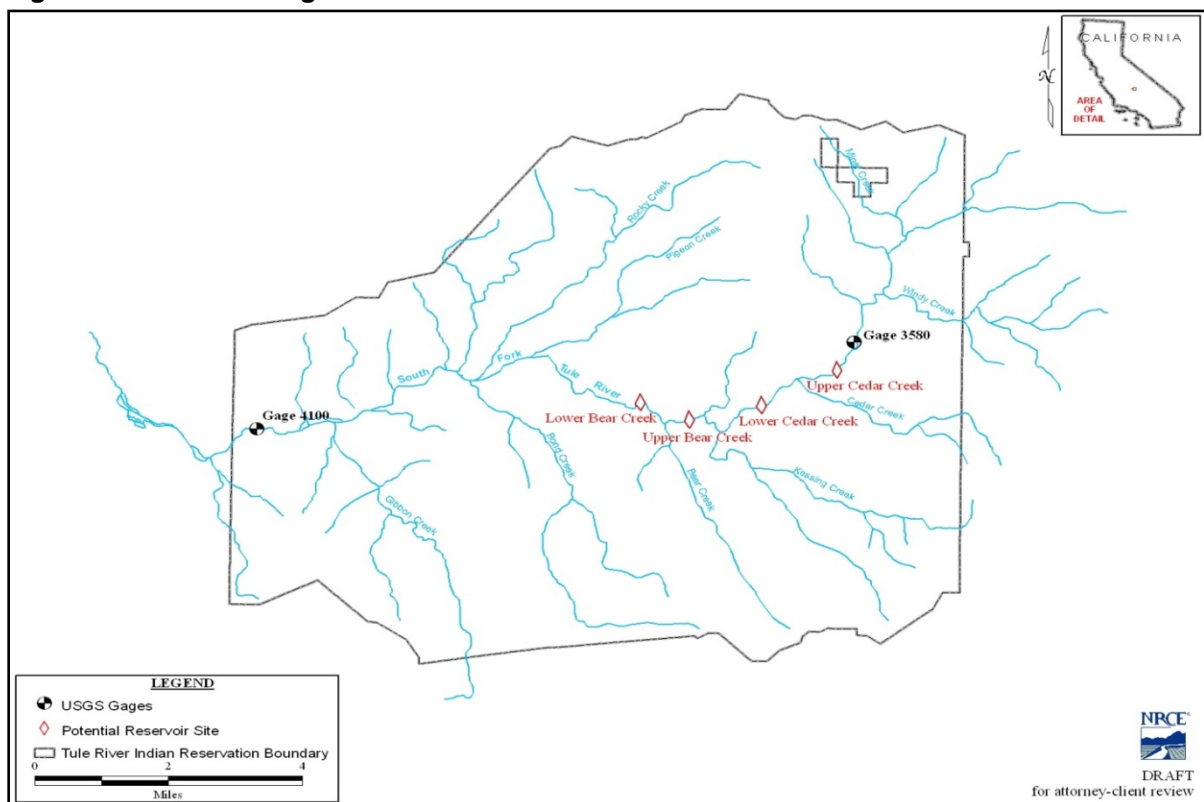 N
CALIFORNIA
AREA
OF
DETAIL
Rocky Creek
Pigeon Creek
Windy Creek
Gage 3580
South Fork Tule River
Upper Cedar Creek
Lower Bear Creek
Lower Cedar Creek
Cedar Creek
Gage 4100
Upper Bear Creek
Bond Creek
Bear Creek
Kessing Creek
Gibbon Creek
LEGEND
USGS Gages
Potential Reservoir Site
Tule River Indian Reservation Boundary
0 2 4
Miles
NRCE
DRAFT
for attorney-client review